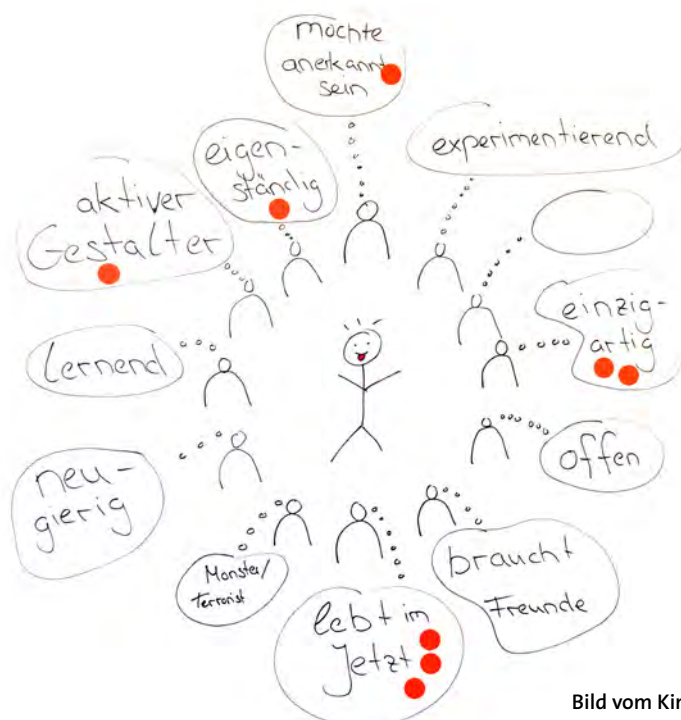 möchte
anerkannt
sein
experimentierend
eigen-
ständig
aktiver
Gestalter
einzig-
artig
lernend
offen
neu-
gierig
braucht
Freunde
Monster/
Terrorist
lebt im
Jetzt
Bild vom Kin